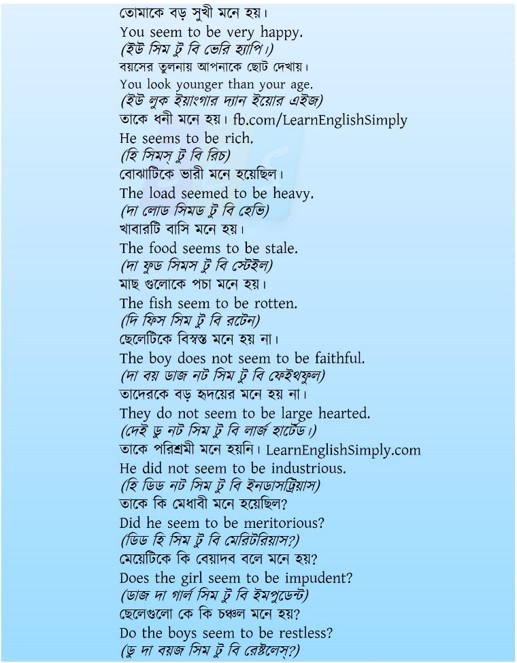 তোমাকে বড় সুখী মনে হয়।
You seem to be very happy.
(ইউ সিম টু বি ভেরি হ্যাপি।)
বয়সের তুলনায় আপনাকে ছোট দেখায়।
You look younger than your age.
(ইউ লুক ইয়াংগার দ্যান ইয়োর এইজ)
তাকে ধনী মনে হয়। fb.com/LearnEnglishSimply
He seems to be rich.
(হি সিমস্ টু বি রিচ)
বোঝাটিকে ভারী মনে হয়েছিল।
The load seemed to be heavy.
(দা লোড সিমড টু বি হেভি)
খাবারটি বাসি মনে হয়।
The food seems to be stale.
(দা ফুড সিমস টু বি স্টেইল)
মাছ গুলোকে পচা মনে হয়।
The fish seem to be rotten.
(দি ফিস সিম টু বি রটেন)
ছেলেটিকে বিস্বস্ত মনে হয় না।
The boy does not seem to be faithful.
(দা বয় ডাজ নট সিম টু বি ফেইথফুল)
তাদেরকে বড় হৃদয়ের মনে হয় না।
They do not seem to be large hearted.
(দেই ডু নট সিম টু বি লার্জ হার্টেড।)
তাকে পরিশ্রমী মনে হয়নি। LearnEnglishSimply.com
He did not seem to be industrious.
(হি ডিড নট সিম টু বি ইনডাসট্রিয়াস)
তাকে কি মেধাবী মনে হয়েছিল?
Did he seem to be meritorious?
(ডিড হি সিম টু বি মেরিটরিয়াস?)
মেয়েটিকে কি বেয়াদব বলে মনে হয়?
Does the girl seem to be impudent?
(ডাজ দা গার্ল সিম টু বি ইমপুডেন্ট)
ছেলেগুলো কে কি চঞ্চল মনে হয়?
Do the boys seem to be restless?
(ডু দা বয়জ সিম টু বি রেষ্টলেস্?)